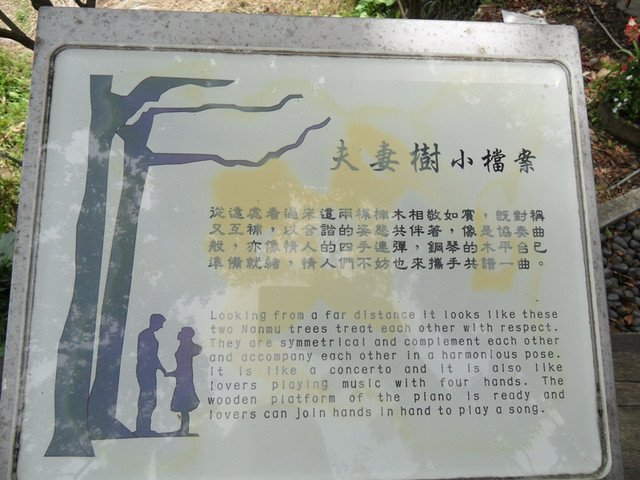 夫妻樹小檔案
從遠處看過來這兩棵楠木相敬如賓，既對稱
又互補，以合諧的姿態共伴著，像是協奏曲
般，亦像情人的四手連彈，鋼琴的木平台已
準備就緒，情人們不妨也來攜手共譜一曲。
Looking from a far distance it looks like these
two Nanmu trees treat each other with respect.
They are symmetrical and complement each other
and accompany each other in a harmonious pose.
It is like a concerto and it is also like
lovers playing music with four hands. The
wooden platform of the piano is ready and
lovers can join hands in hand to play a song.